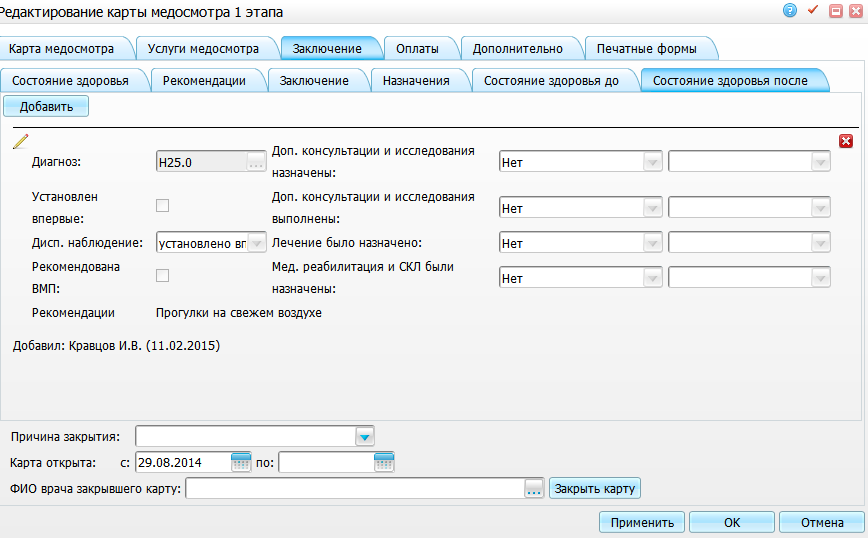 Редактирование карты медосмотра 1 этапа
Карта медосмотра Услуги медосмотра Заключение Оплаты Дополнительно Печатные формы
Состояние здоровья Рекомендации Заключение Назначения Состояние здоровья до Состояние здоровья после
Добавить
Диагноз: H25.0 ... Доп. консультации и исследования назначены: Нет
Установлен впервые: Доп. консультации и исследования выполнены: Нет
Дисп. наблюдение: установлено вп Лечение было назначено: Нет
Рекомендована ВМП: Мед. реабилитация и СКЛ были назначены: Нет
Рекомендации Прогулки на свежем воздухе
Добавил: Кравцов И.В. (11.02.2015)
Причина закрытия:
Карта открыта: с: 29.08.2014 по:
ФИО врача закрывшего карту: ... Закрыть карту
Применить OK Отмена